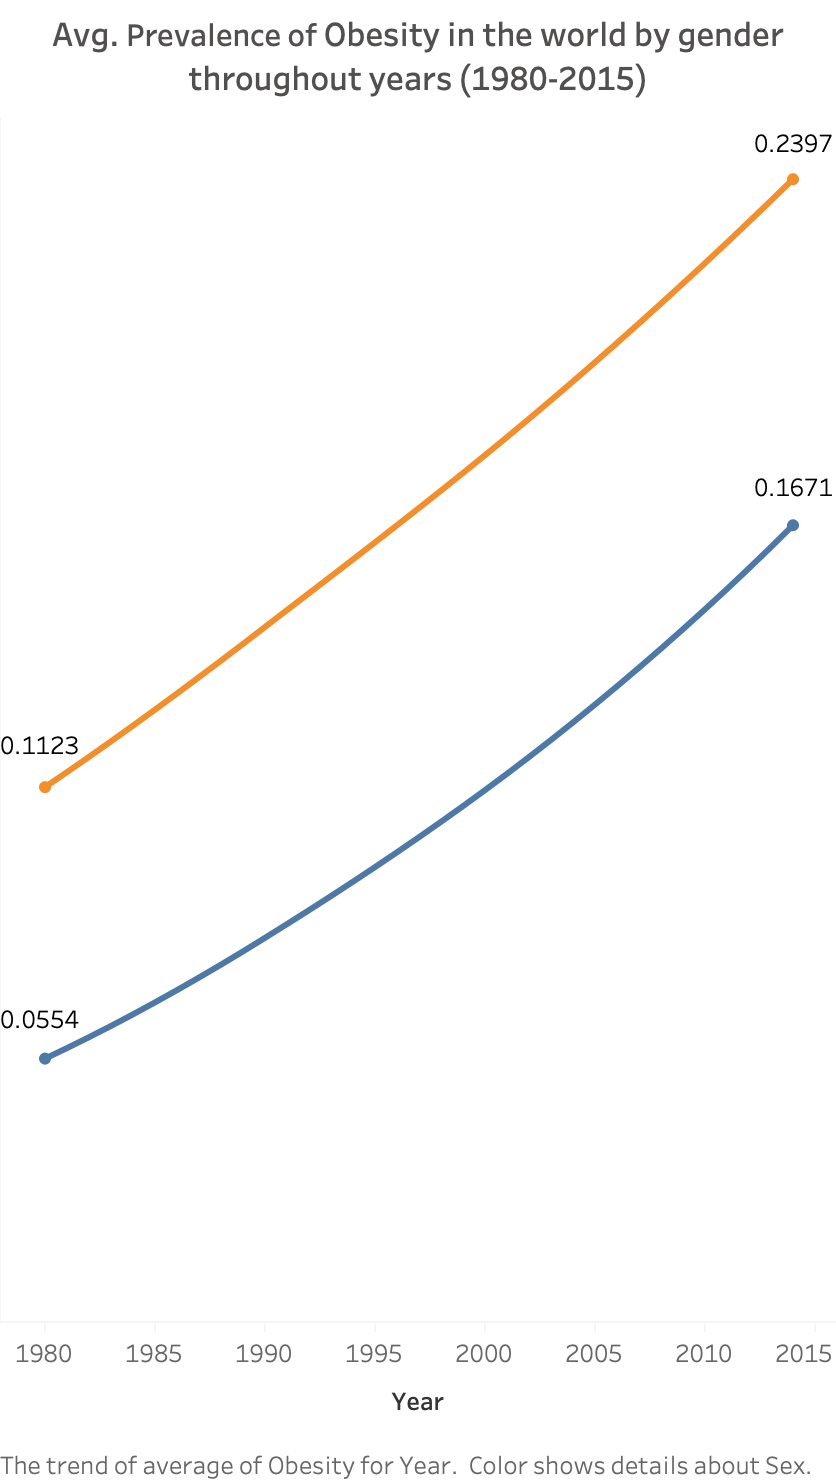 Avg. Prevalence of Obesity in the world by gender
throughout years (1980-2015)
0.2397
0.1671
0.1123
0.0554
1980 1985 1990 1995 2000 2005 2010 2015
Year
The trend of average of Obesity for Year.  Color shows details about Sex.